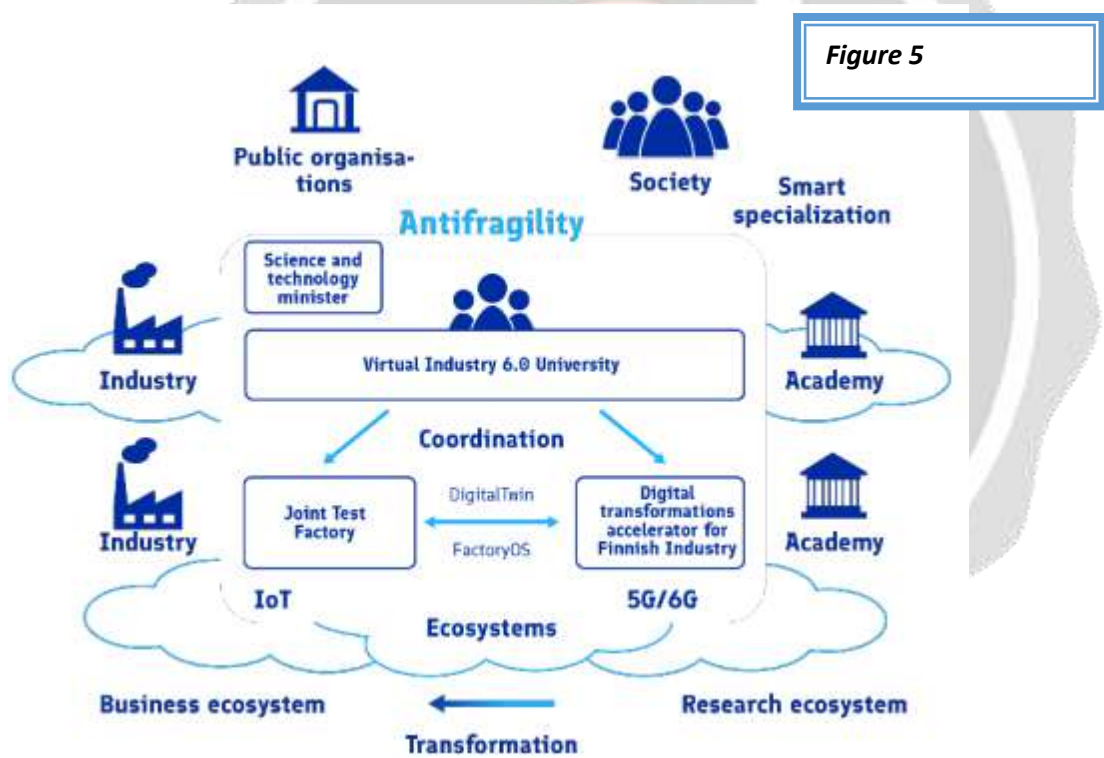 Figure 5
Public organisa-
tions
Society
Smart
specialization
Antifragility
Science and
technology
minister
Virtual Industry 6.0 University
Industry
Academy
Coordination
Industry
Joint Test
Factory
DigitalTwin
FactoryOS
Digital
transformations
accelerator for
Finnish Industry
Academy
IoT
5G/6G
Ecosystems
Business ecosystem
Research ecosystem
Transformation